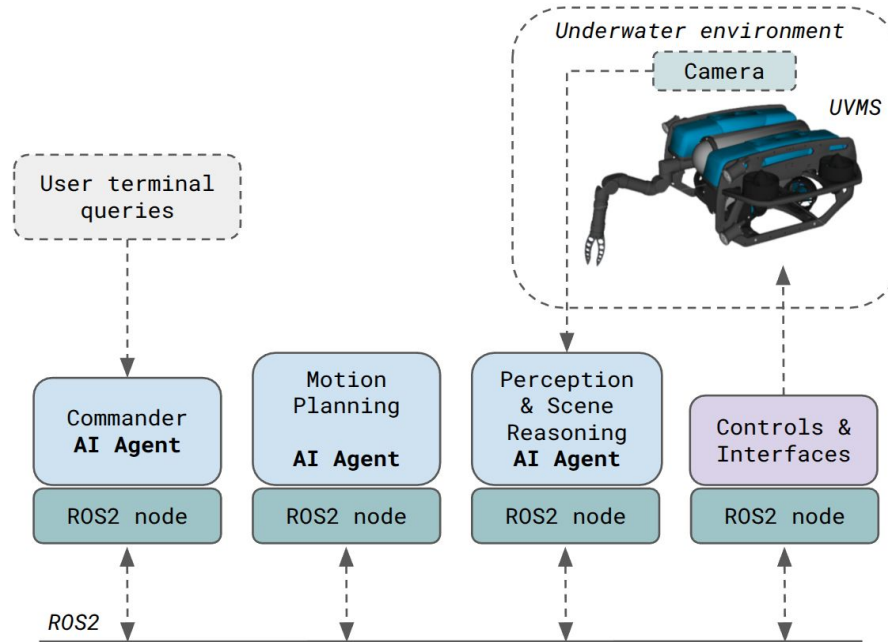 Underwater environment
Camera
UVMS
User terminal
queries
Commander
AI Agent
Motion
Planning
AI Agent
Perception
& Scene
Reasoning
AI Agent
Controls &
Interfaces
ROS2 node
ROS2 node
ROS2 node
ROS2 node
ROS2